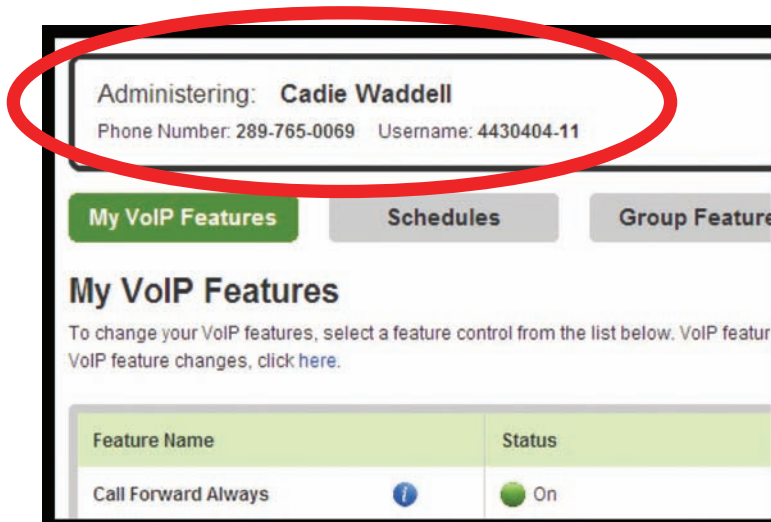 Administering: Cadie Waddell
Phone Number: 289-765-0069 Username: 4430404-11
My VoIP Features Schedules Group Feature
My VoIP Features
To change your VoIP features, select a feature control from the list below. VoIP featur
VoIP feature changes, click here.
Feature Name Status
Call Forward Always i On